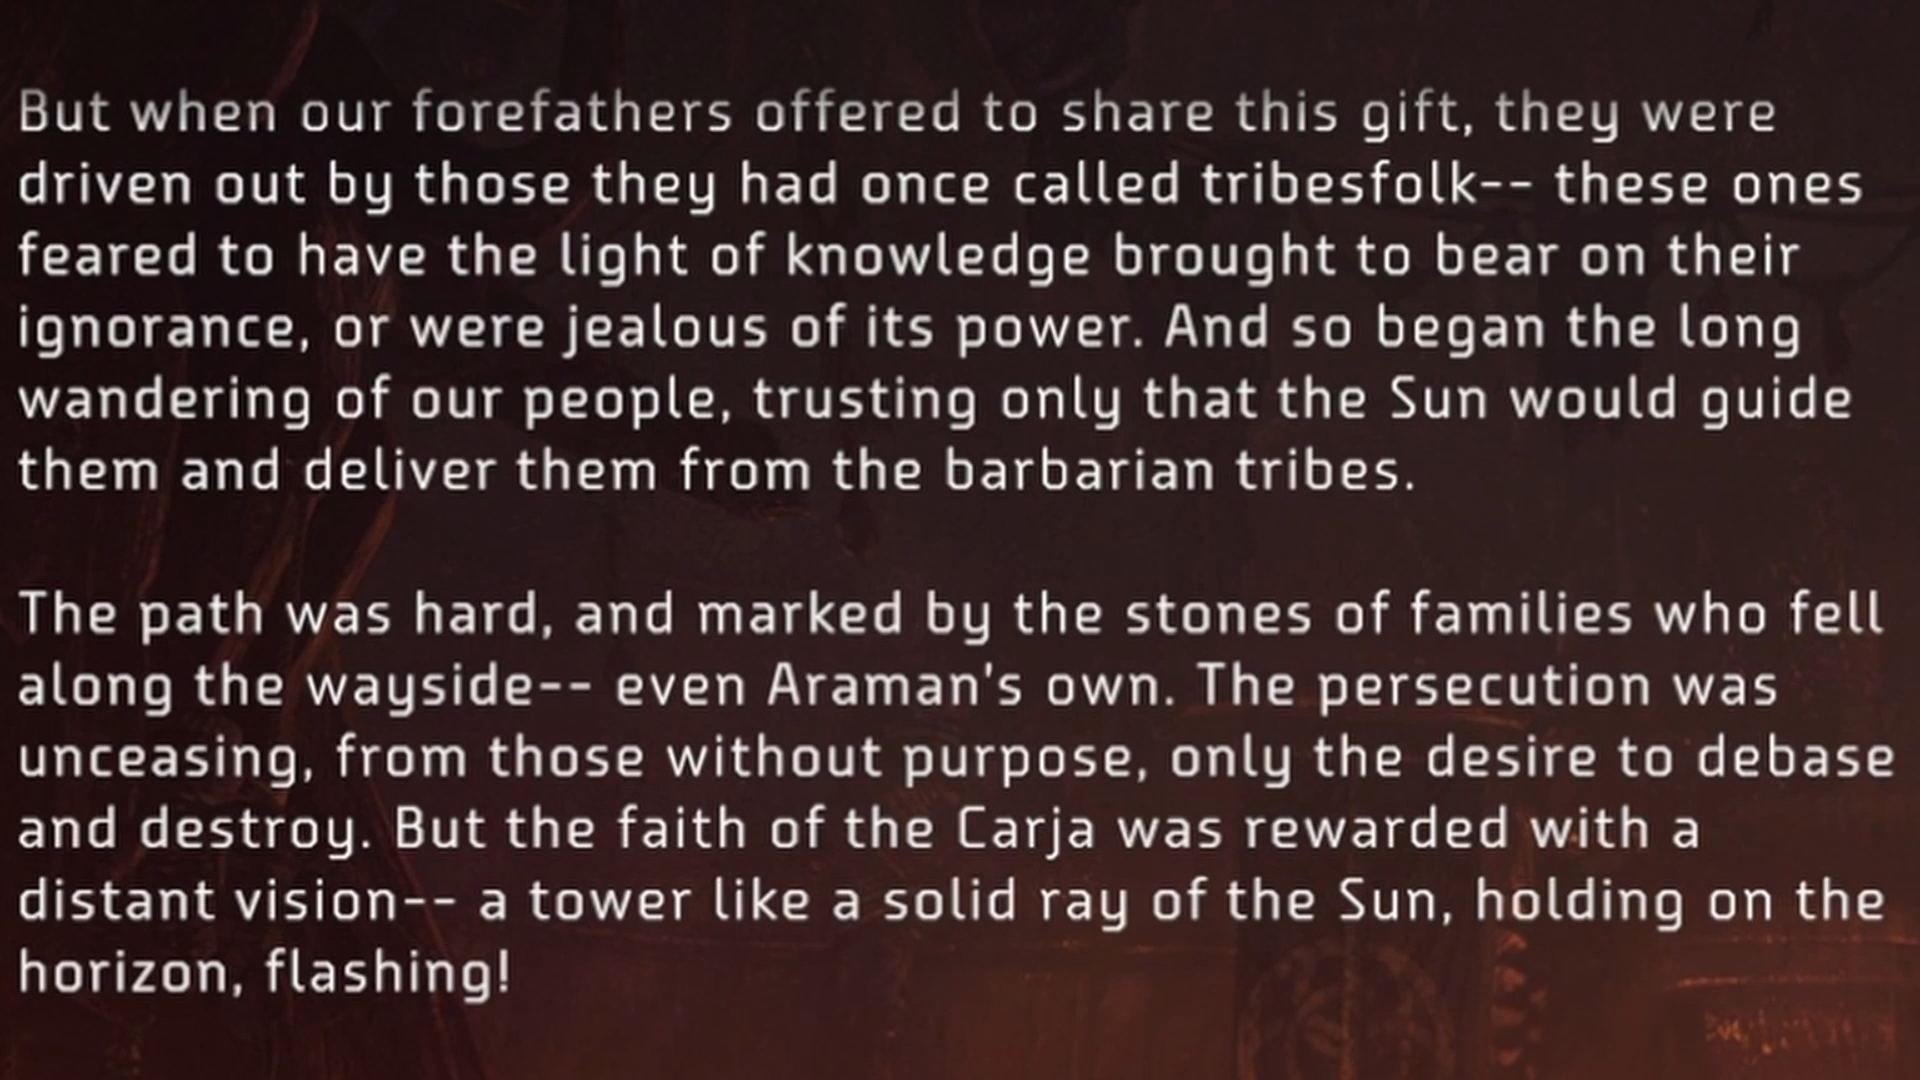 But when our forefathers offered to share this gift, they were
driven out by those they had once called tribesfolk-- these ones
feared to have the light of knowledge brought to bear on their
ignorance, or were jealous of its power. And so began the long
wandering of our people, trusting only that the Sun would guide
them and deliver them from the barbarian tribes.
The path was hard, and marked by the stones of families who fell
along the wayside-- even Araman's own. The persecution was
unceasing, from those without purpose, only the desire to debase
and destroy. But the faith of the Carja was rewarded with a
distant vision-- a tower like a solid ray of the Sun, holding on the
horizon, flashing!